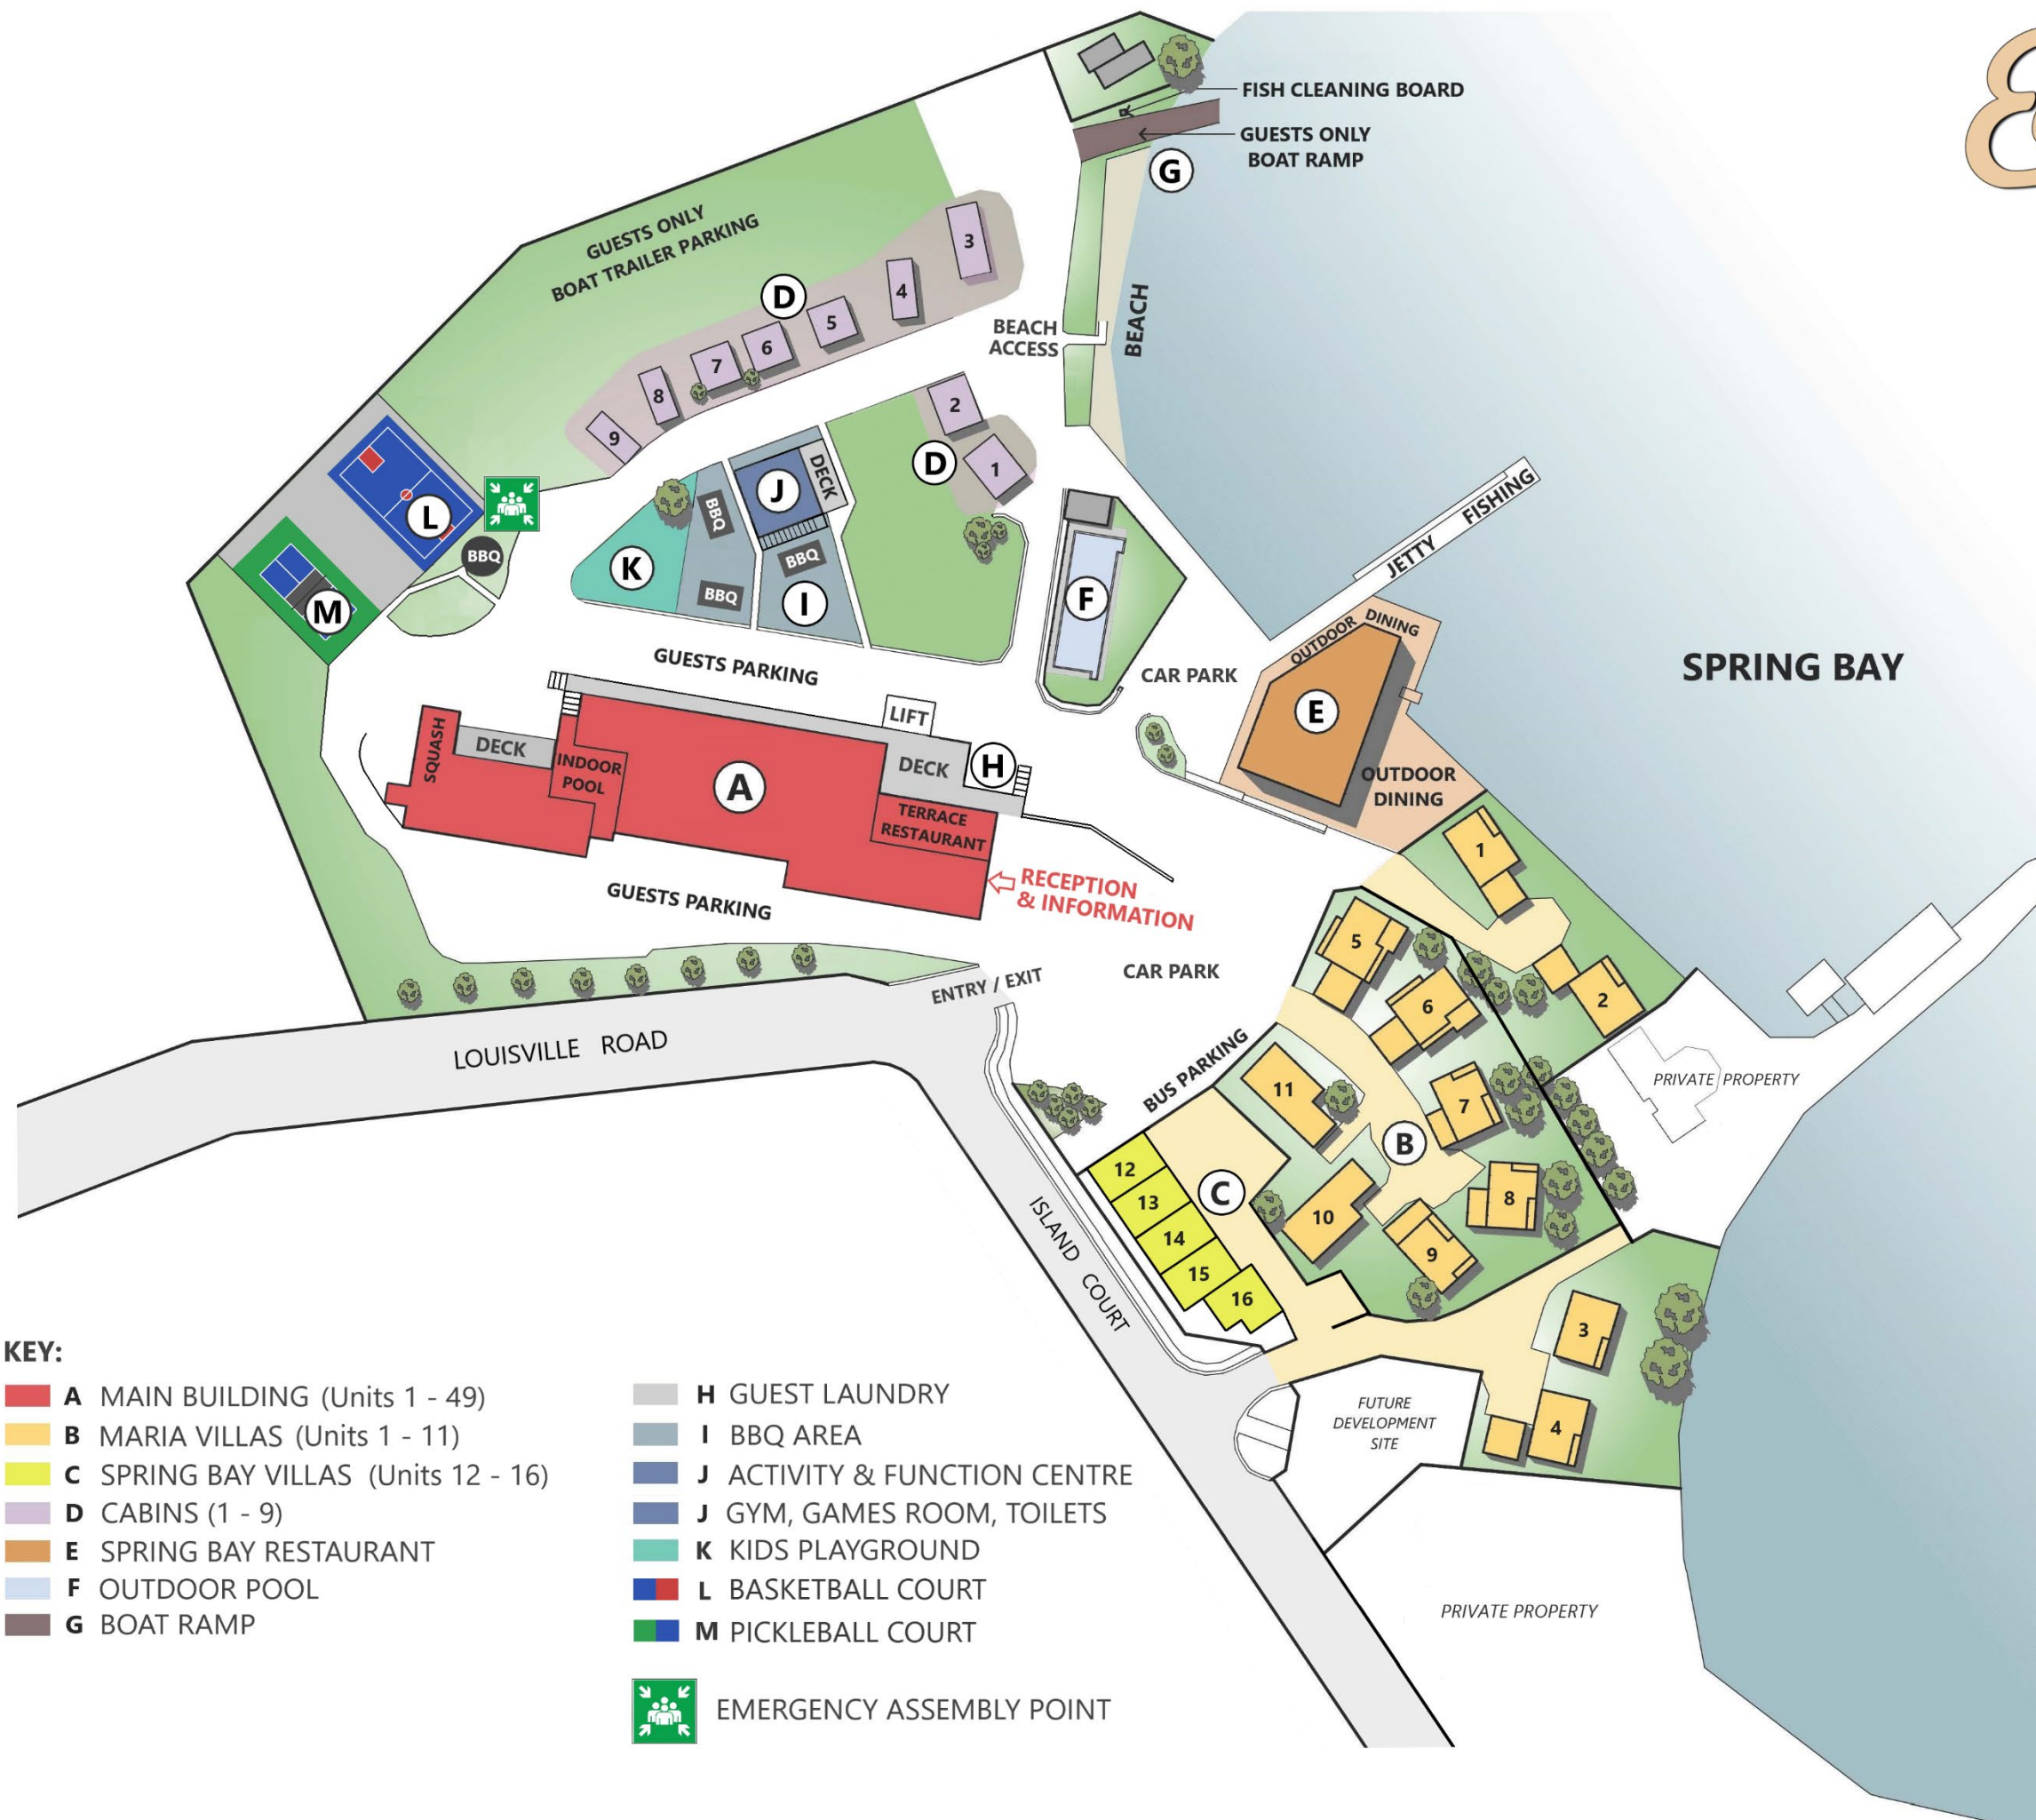 &
FISH CLEANING BOARD
GUESTS ONLY
BOAT RAMP
G
GUESTS ONLY
BOAT TRAILER PARKING
D
3
4
5
6
7
8
9
BEACH
ACCESS
BEACH
2
D
1
L
BBQ
M
K
BBQ
BBQ
J
DECK
BBQ
I
F
JETTY
FISHING
GUESTS PARKING
CAR PARK
OUTDOOR DINING
E
OUTDOOR
DINING
SPRING BAY
SQUASH
DECK
INDOOR
POOL
A
LIFT
DECK
H
TERRACE
RESTAURANT
RECEPTION
& INFORMATION
GUESTS PARKING
CAR PARK
ENTRY / EXIT
LOUISVILLE ROAD
BUS PARKING
ISLAND COURT
1
2
5
6
7
11
B
8
10
9
C
12
13
14
15
16
3
4
PRIVATE PROPERTY
FUTURE
DEVELOPMENT
SITE
PRIVATE PROPERTY
KEY:
A MAIN BUILDING (Units 1 - 49)
B MARIA VILLAS (Units 1 - 11)
C SPRING BAY VILLAS (Units 12 - 16)
D CABINS (1 - 9)
E SPRING BAY RESTAURANT
F OUTDOOR POOL
G BOAT RAMP
H GUEST LAUNDRY
I BBQ AREA
J ACTIVITY & FUNCTION CENTRE
J GYM, GAMES ROOM, TOILETS
K KIDS PLAYGROUND
L BASKETBALL COURT
M PICKLEBALL COURT
EMERGENCY ASSEMBLY POINT